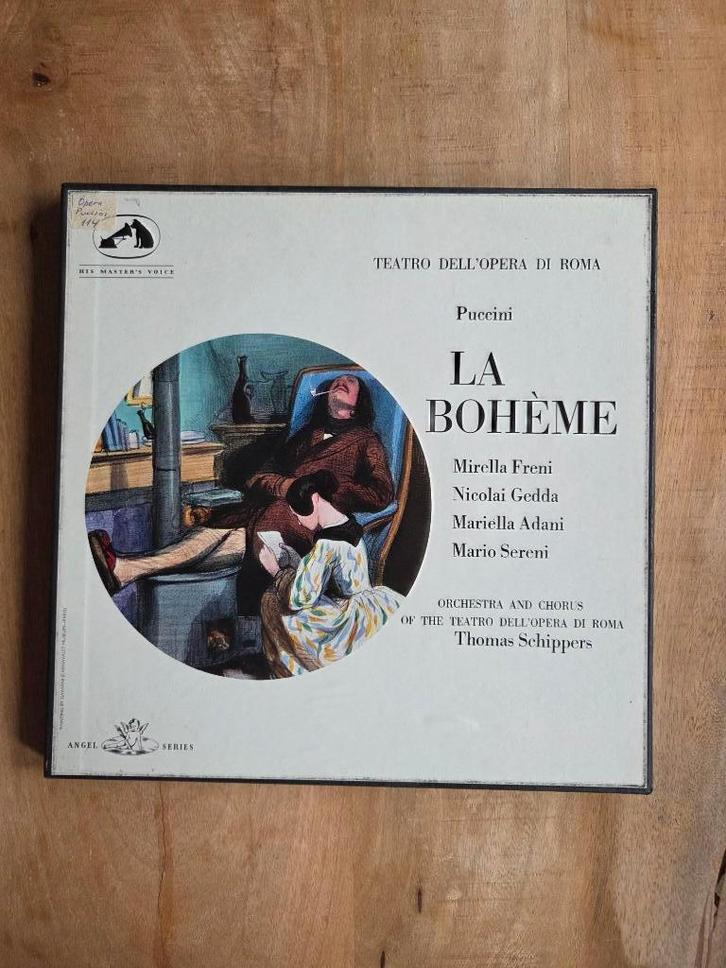 Opera
Puccini
114
HIS MASTER'S VOICE
TEATRO DELL'OPERA DI ROMA
Puccini
LA
BOHÈME
Mirella Freni
Nicolai Gedda
Mariella Adani
Mario Sereni
ORCHESTRA AND CHORUS
OF THE TEATRO DELL'OPERA DI ROMA
Thomas Schippers
ANGEL SERIES